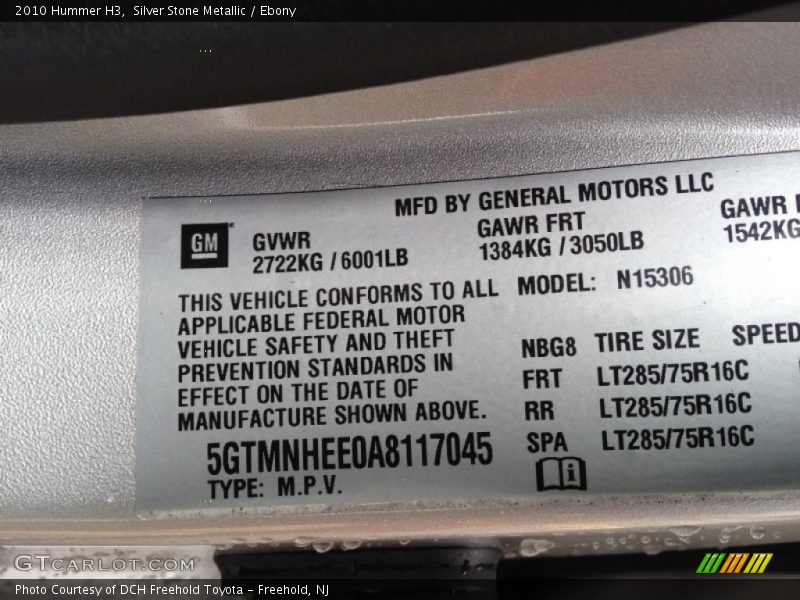 2010 Hummer H3, Silver Stone Metallic / Ebony
MFD BY GENERAL MOTORS LLC
GM
GVWR
2722KG / 6001LB
GAWR FRT
1384KG / 3050LB
GAWR
1542KG
THIS VEHICLE CONFORMS TO ALL
APPLICABLE FEDERAL MOTOR
VEHICLE SAFETY AND THEFT
PREVENTION STANDARDS IN
EFFECT ON THE DATE OF
MANUFACTURE SHOWN ABOVE.
5GTMNHEE0A8117045
TYPE: M.P.V.
MODEL: N15306
NBG8 TIRE SIZE SPEED
FRT LT285/75R16C
RR LT285/75R16C
SPA LT285/75R16C
GTCARLOT.COM
Photo Courtesy of DCH Freehold Toyota - Freehold, NJ